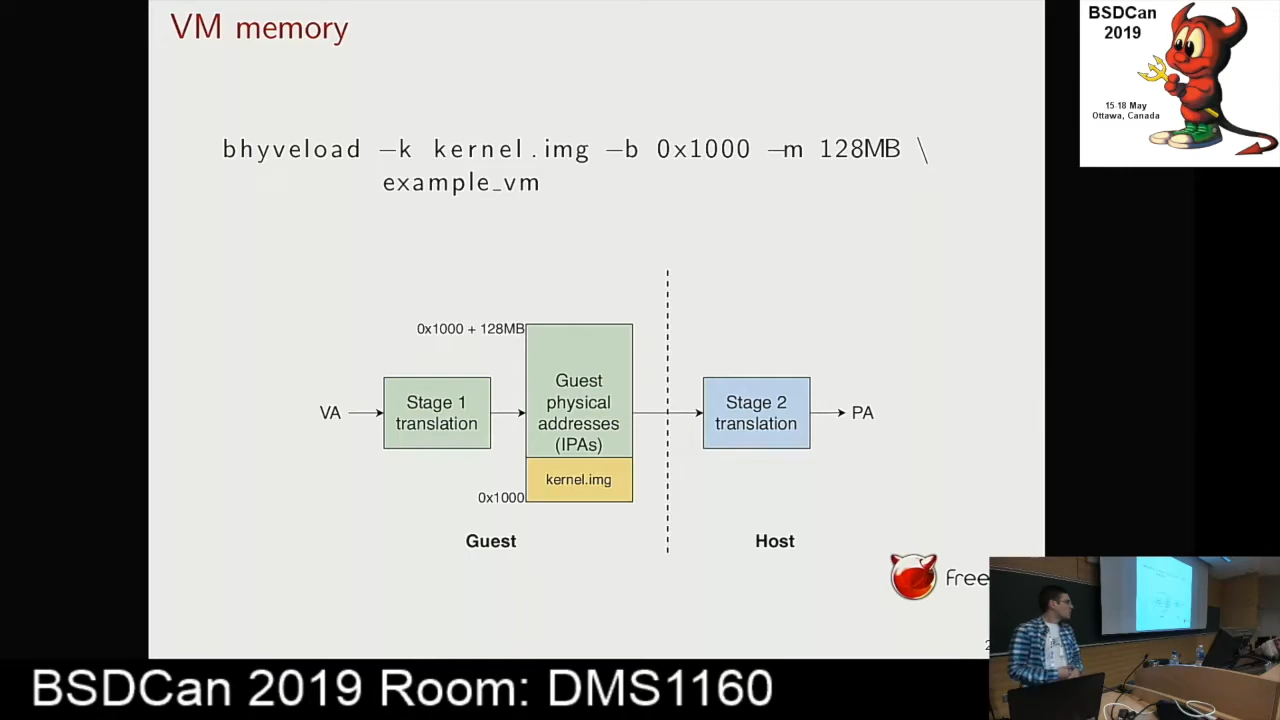 VM memory
bhyveload -k kernel.img -b 0x1000 -m 128MB \
example_vm
0x1000 + 128MB
VA
Stage 1
translation
Guest
physical
addresses
(IPAs)
kernel.img
0x1000
Stage 2
translation
PA
Guest
Host
BSDCan
2019
15-18 May
Ottawa, Canada
BSDCan 2019 Room: DMS1160